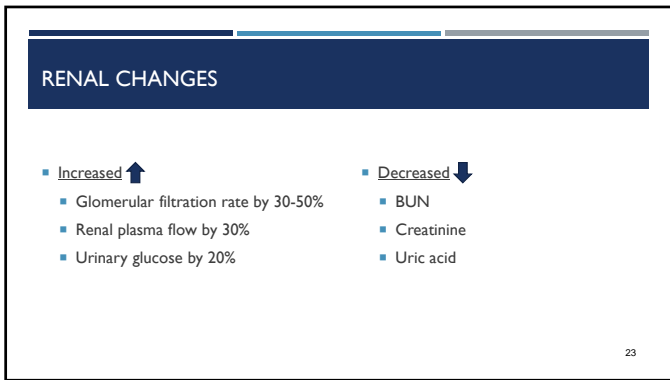 RENAL CHANGES
Increased
Glomerular filtration rate by 30-50%
Renal plasma flow by 30%
Urinary glucose by 20%
Decreased
BUN
Creatinine
Uric acid
23